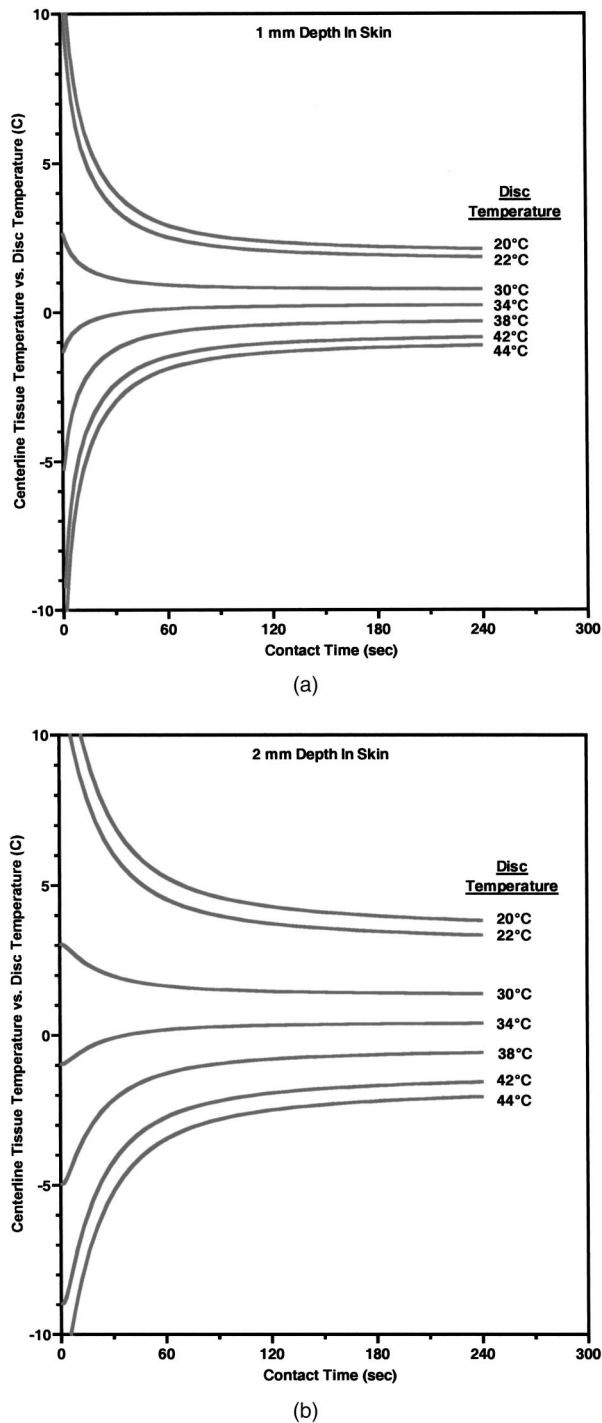 1 mm Depth In Skin
Centerline Tissue Temperature vs. Disc Temperature (C)
10
5
0
-5
-10
Disc
Temperature
20°C
22°C
30°C
34°C
38°C
42°C
44°C
0 60 120 180 240 300
Contact Time (sec)
(a)
2 mm Depth In Skin
Centerline Tissue Temperature vs. Disc Temperature (C)
10
5
0
-5
-10
Disc
Temperature
20°C
22°C
30°C
34°C
38°C
42°C
44°C
0 60 120 180 240 300
Contact Time (sec)
(b)